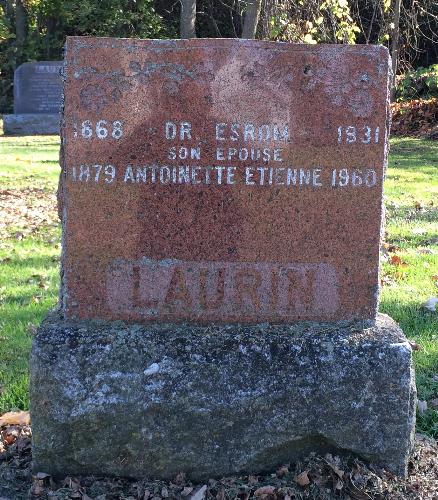 1868 DR. ESROM 1931
SON EPOUSE
1879 ANTOINETTE ETIENNE 1960
LAURIN